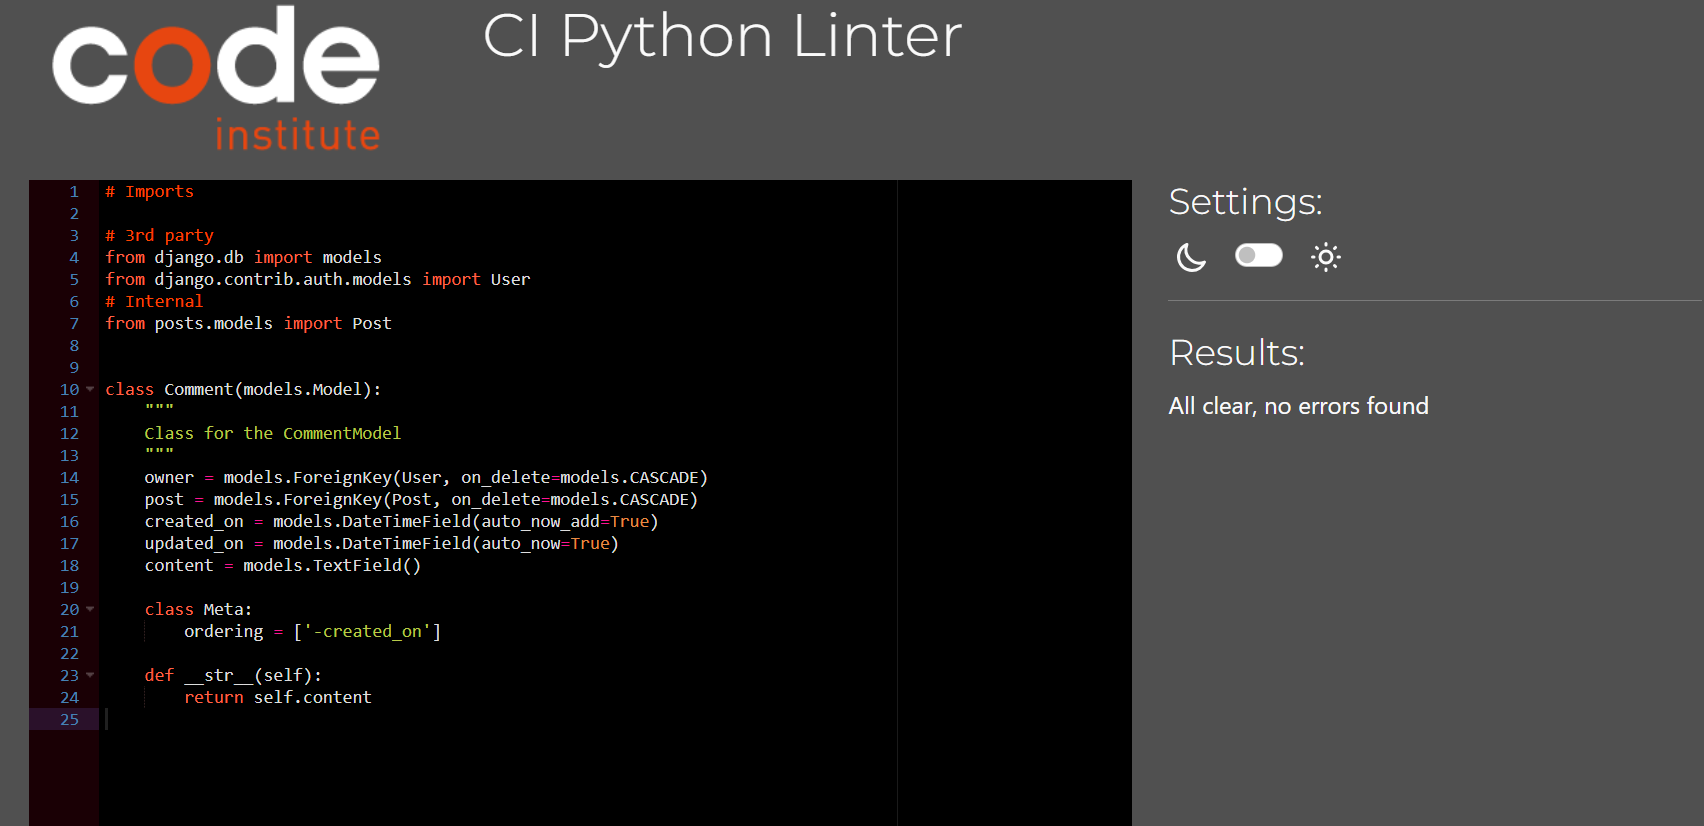 code
institute
CI Python Linter
1 # Imports
2
3 # 3rd party
4 from django.db import models
5 from django.contrib.auth.models import User
6 # Internal
7 from posts.models import Post
8
9
10 class Comment(models.Model):
11     """
12     Class for the CommentModel
13     """
14     owner = models.ForeignKey(User, on_delete=models.CASCADE)
15     post = models.ForeignKey(Post, on_delete=models.CASCADE)
16     created_on = models.DateTimeField(auto_now_add=True)
17     updated_on = models.DateTimeField(auto_now=True)
18     content = models.TextField()
19
20     class Meta:
21         ordering = ['-created_on']
22
23     def __str__(self):
24         return self.content
25
Settings:
Results:
All clear, no errors found